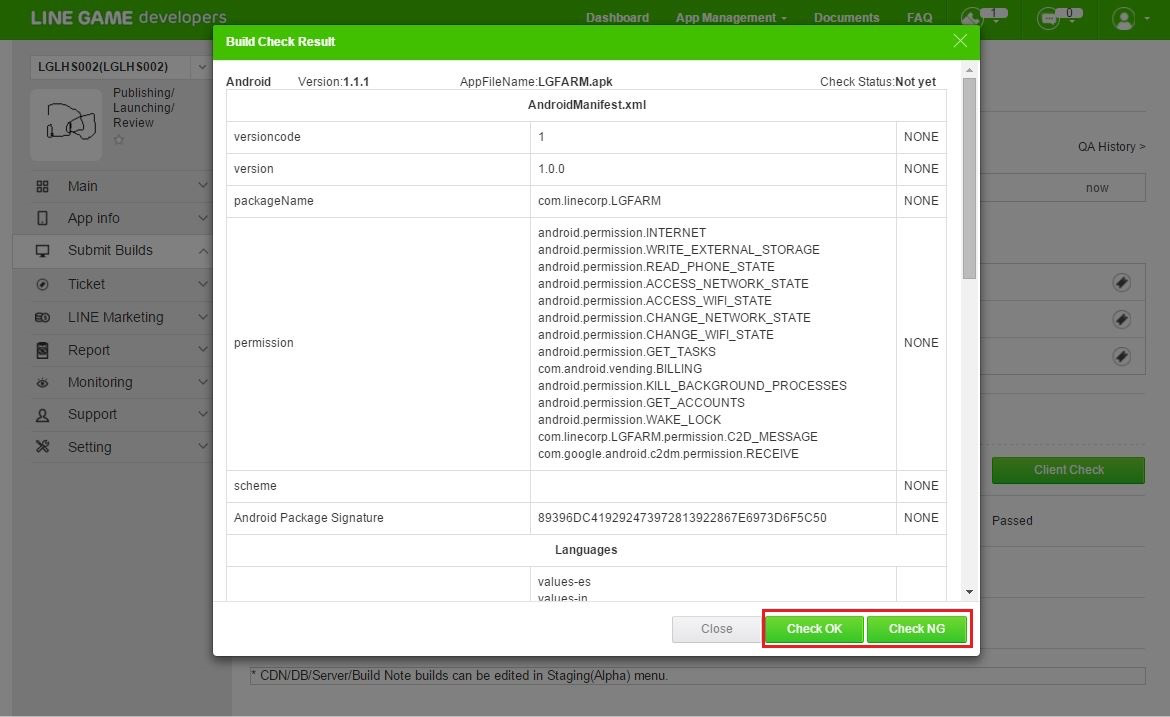 LINE GAME developers
Dashboard
App Management
Documents
FAQ
1
0
LGLHS002(LGLHS002)
Publishing/
Launching/
Review
Main
App info
Submit Builds
Ticket
LINE Marketing
Report
Monitoring
Support
Setting
Build Check Result
Android Version:1.1.1 AppFileName:LGFARM.apk Check Status:Not yet
AndroidManifest.xml
versioncode 1 NONE
version 1.0.0 NONE
packageName com.linecorp.LGFARM NONE
permission
android.permission.INTERNET
android.permission.WRITE_EXTERNAL_STORAGE
android.permission.READ_PHONE_STATE
android.permission.ACCESS_NETWORK_STATE
android.permission.ACCESS_WIFI_STATE
android.permission.CHANGE_NETWORK_STATE
android.permission.CHANGE_WIFI_STATE
android.permission.GET_TASKS
com.android.vending.BILLING
android.permission.KILL_BACKGROUND_PROCESSES
android.permission.GET_ACCOUNTS
android.permission.WAKE_LOCK
com.linecorp.LGFARM.permission.C2D_MESSAGE
com.google.android.c2dm.permission.RECEIVE
NONE
scheme NONE
Android Package Signature 89396DC419292473972813922867E6973D6F5C50 NONE
Languages
values-es
values-in
Close
Check OK
Check NG
QA History >
now
Client Check
Passed
* CDN/DB/Server/Build Note builds can be edited in Staging(Alpha) menu.